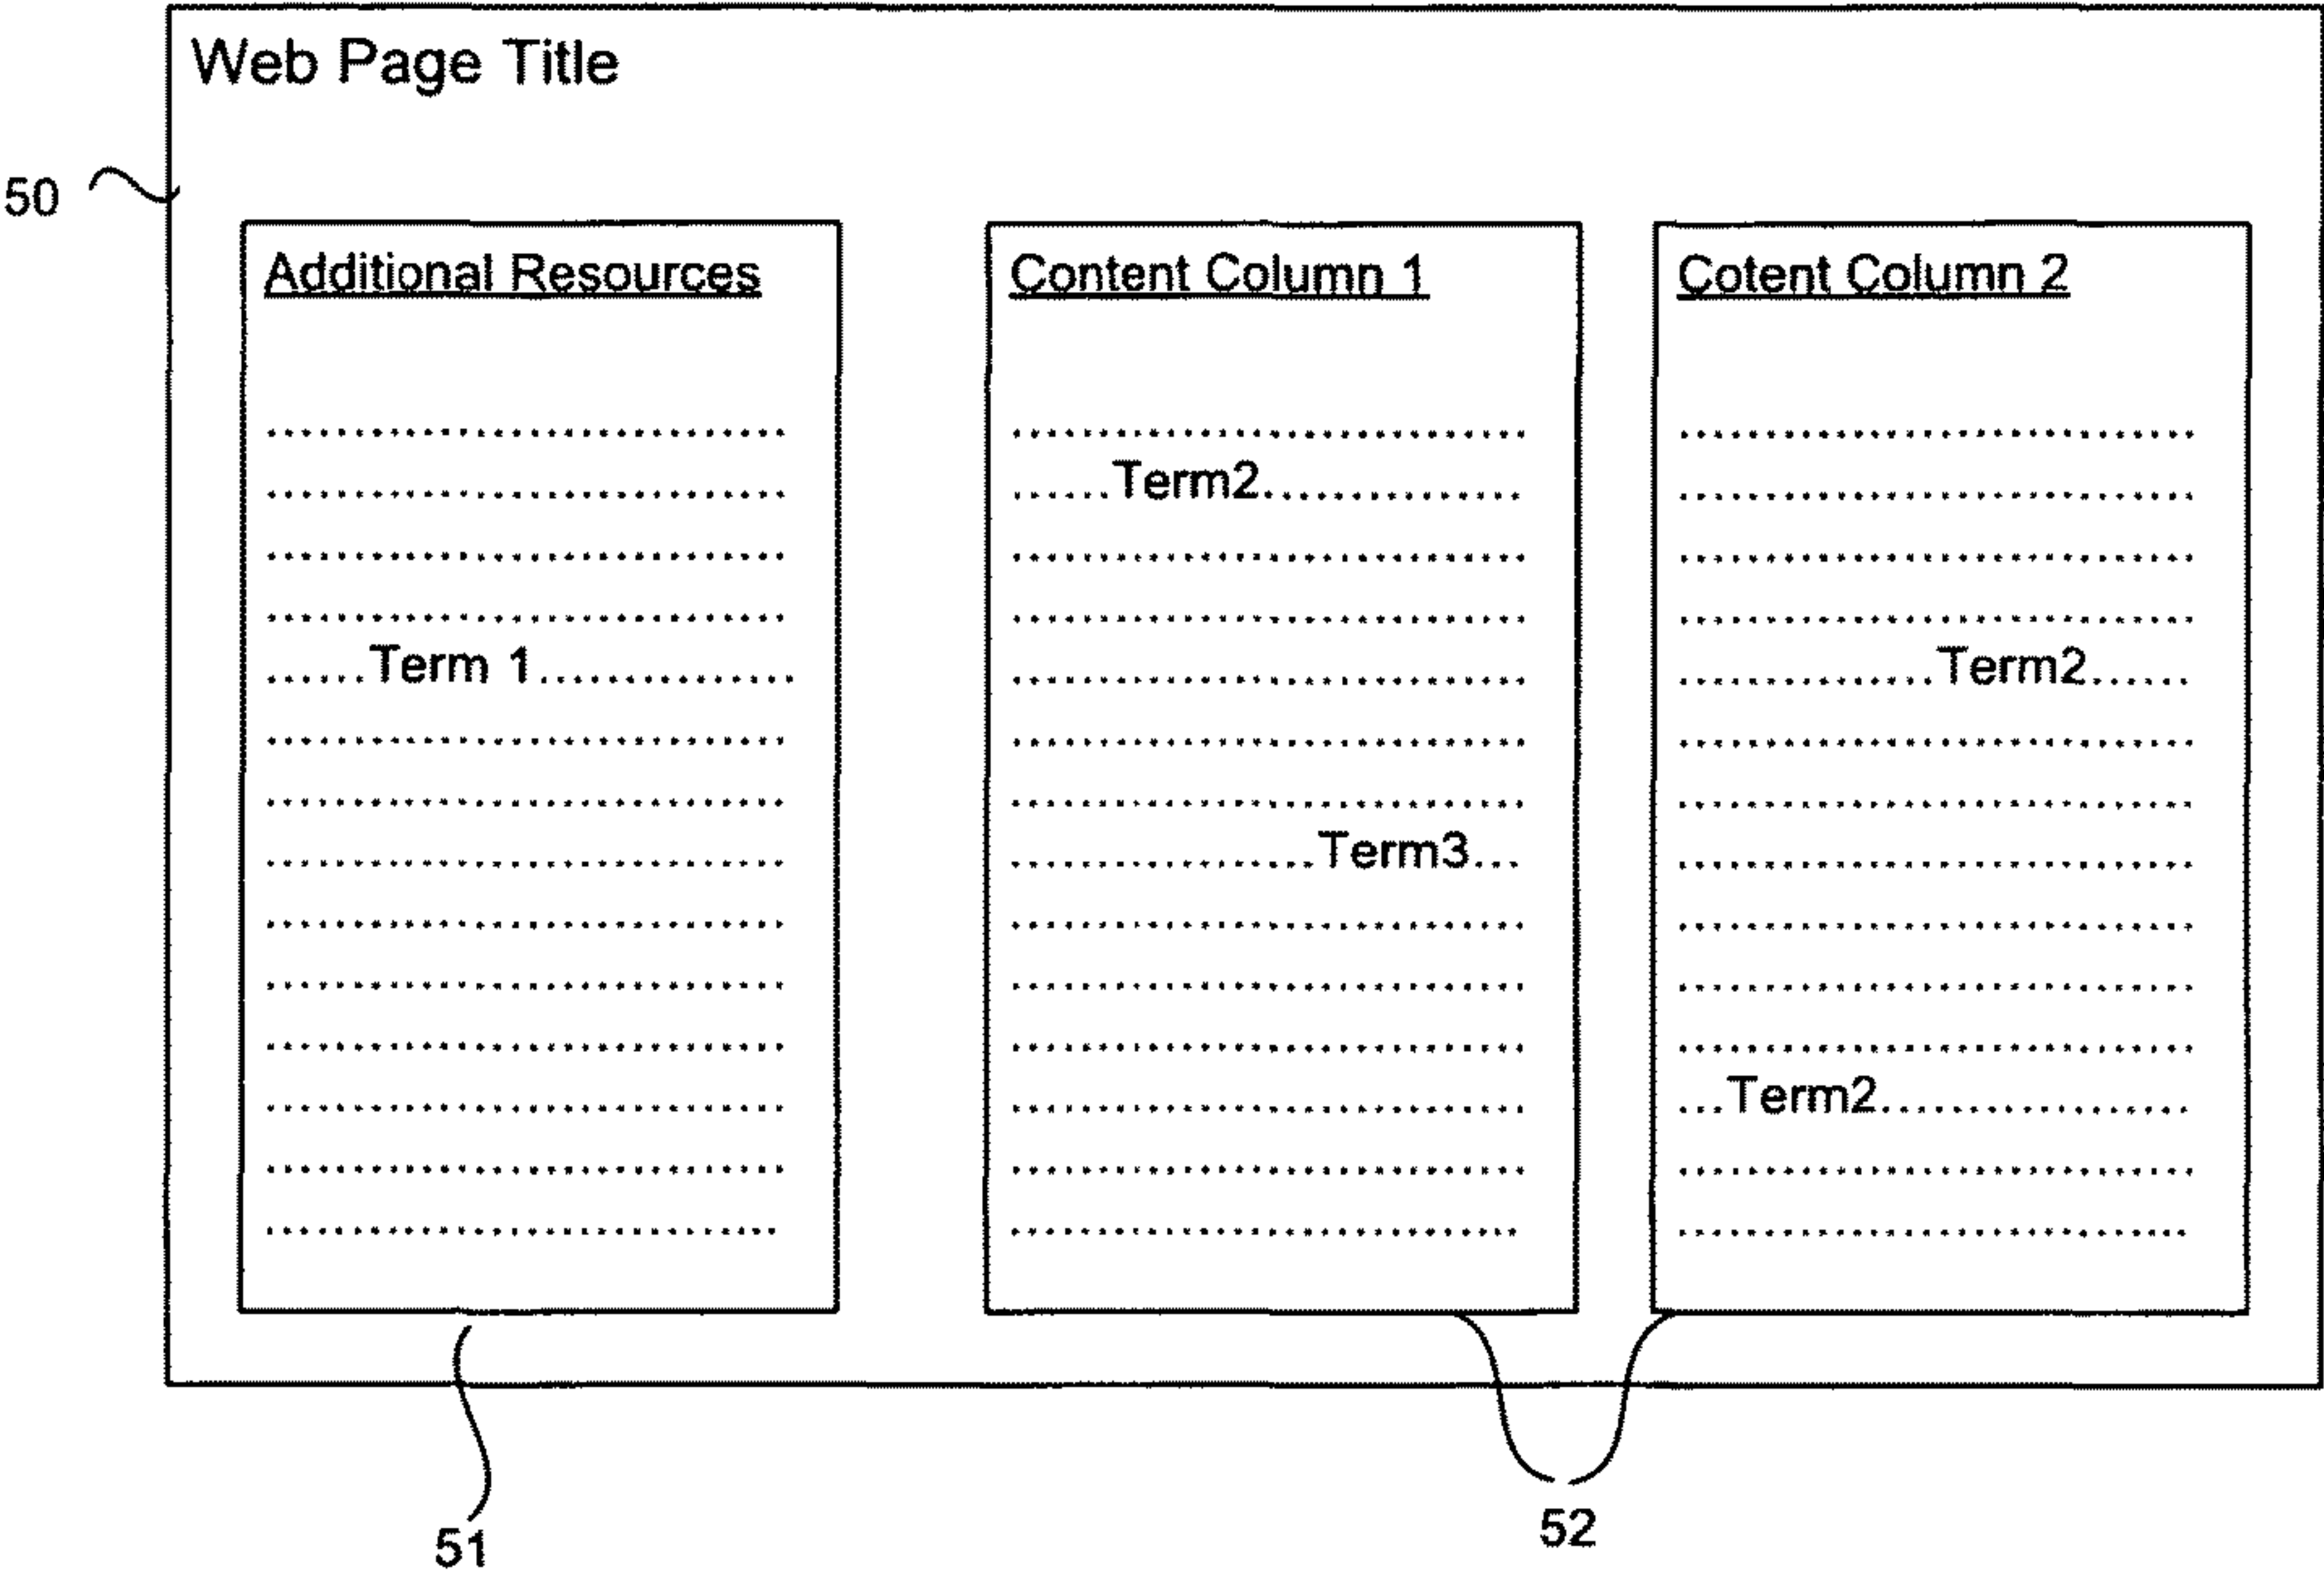 Web Page Title
50
Additional Resources
......Term 1...............
Content Column 1
......Term2...............
..................Term3...
Cotent Column 2
...............Term2......
...Term2..................
51
52